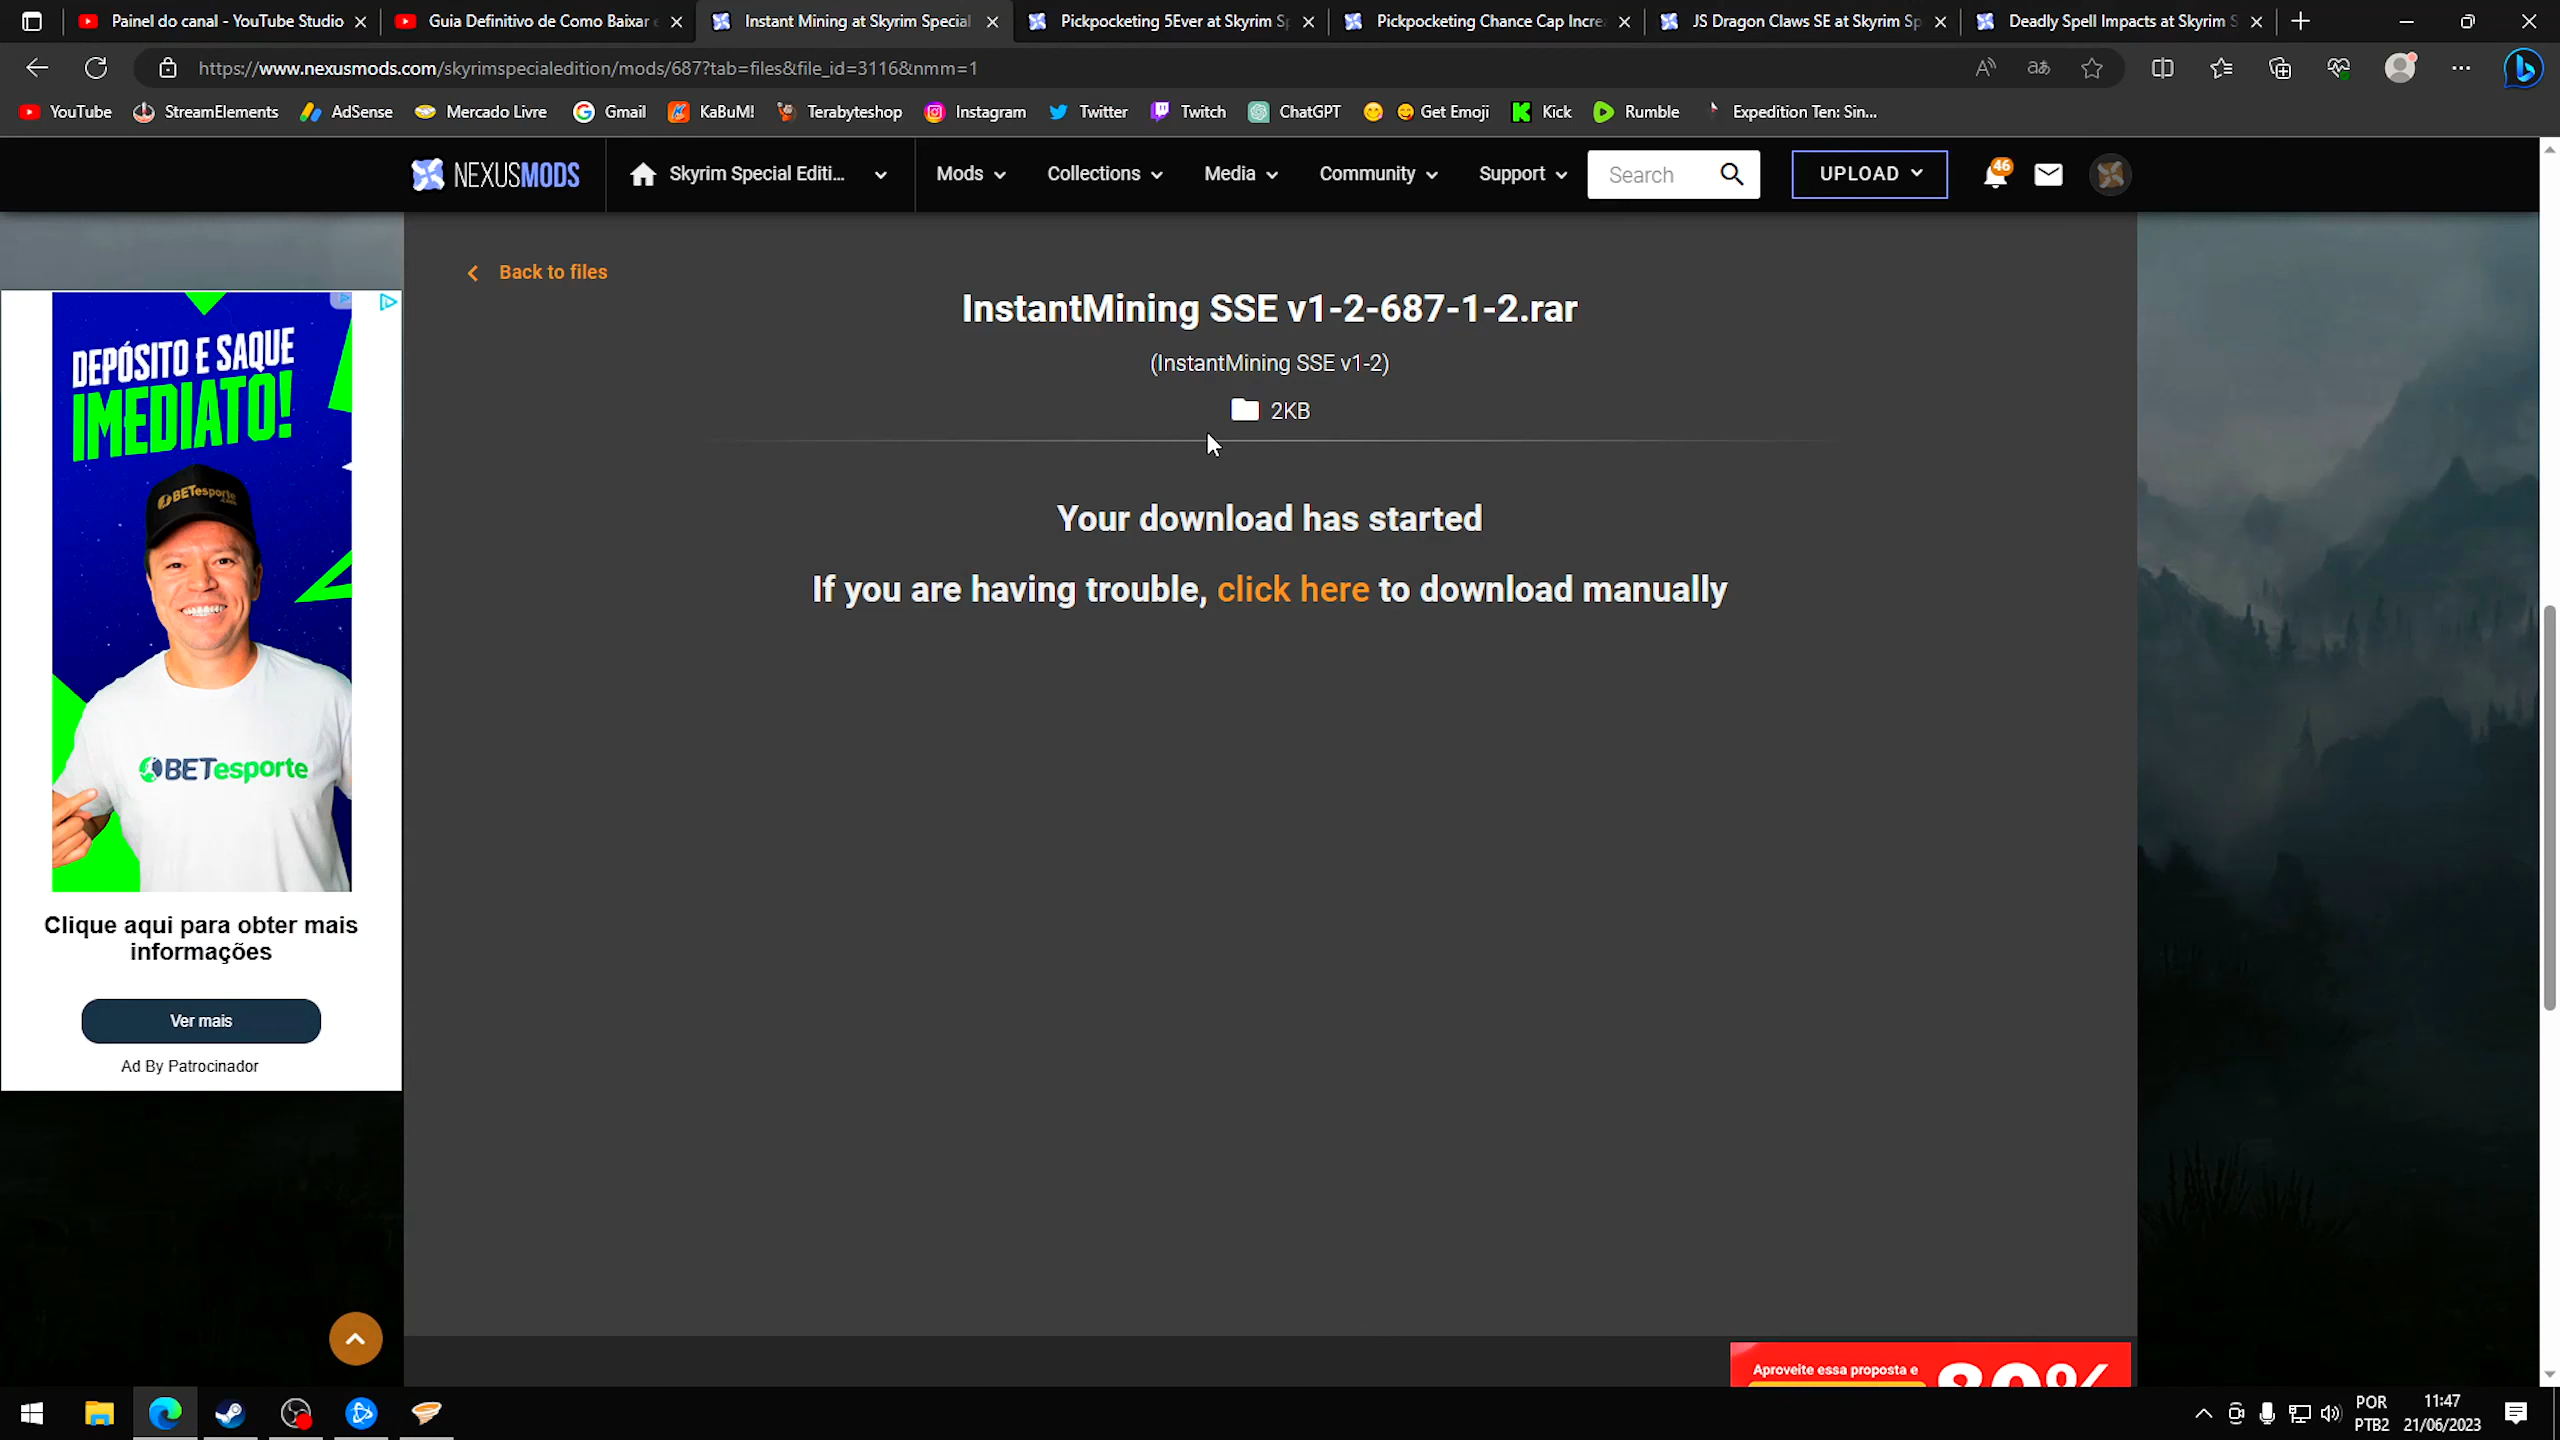 Painel do canal - YouTube Studio
Guia Definitivo de Como Baixar e
Instant Mining at Skyrim Special
Pickpocketing 5Ever at Skyrim Sp
Pickpocketing Chance Cap Incre
JS Dragon Claws SE at Skyrim Sp
Deadly Spell Impacts at Skyrim S
https://www.nexusmods.com/skyrimspecialedition/mods/687?tab=files&file_id=3116&nmm=1
YouTube
StreamElements
AdSense
Mercado Livre
Gmail
KaBuM!
Terabyteshop
Instagram
Twitter
Twitch
ChatGPT
Get Emoji
Kick
Rumble
Expedition Ten: Sin...
NEXUSMODS
Skyrim Special Editi...
Mods
Collections
Media
Community
Support
Search
UPLOAD
46
Back to files
InstantMining SSE v1-2-687-1-2.rar
(InstantMining SSE v1-2)
2KB
Your download has started
If you are having trouble, click here to download manually
DEPÓSITO E SAQUE
IMEDIATO!
BETesporte
BETesporte
Clique aqui para obter mais
informações
Ver mais
Ad By Patrocinador
Aproveite essa proposta e
80%
POR
PTB2
11:47
21/06/2023